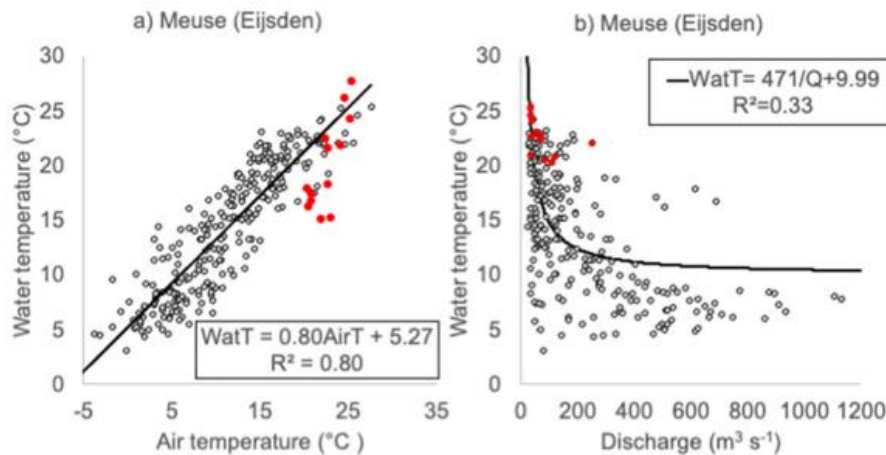 a) Meuse (Eijsden)
30
25
20
15
10
5
0
Water temperature (°C)
WatT = 0.80AirT + 5.27
R² = 0.80
-5
5
15
25
35
Air temperature (°C )
b) Meuse (Eijsden)
30
25
20
15
10
5
0
Water temperature (°C)
WatT= 471/Q+9.99
R²=0.33
0
200
400
600
800
1000
1200
Discharge (m³ s⁻¹)